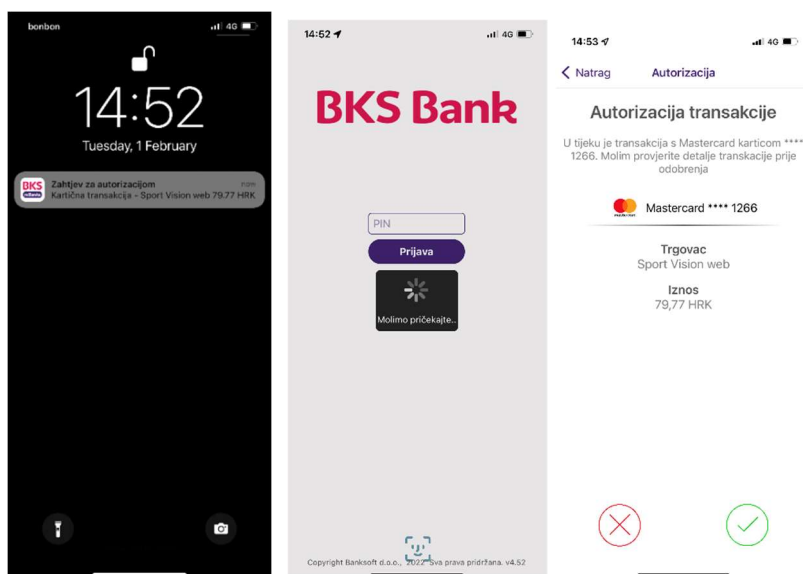 bonbon
4G
14:52
Tuesday, 1 February
BKS
mBanka
Zahtjev za autorizacijom
now
Kartična transakcija - Sport Vision web 79.77 HRK
14:52
4G
BKS Bank
PIN
Prijava
Molimo pričekajte..
Copyright Banksoft d.o.o., 2022 Sva prava pridržana. v4.52
14:53
4G
Natrag
Autorizacija
Autorizacija transakcije
U tijeku je transakcija s Mastercard karticom ****
1266. Molim provjerite detalje transkacije prije
odobrenja
mastercard
Mastercard **** 1266
Trgovac
Sport Vision web
Iznos
79,77 HRK